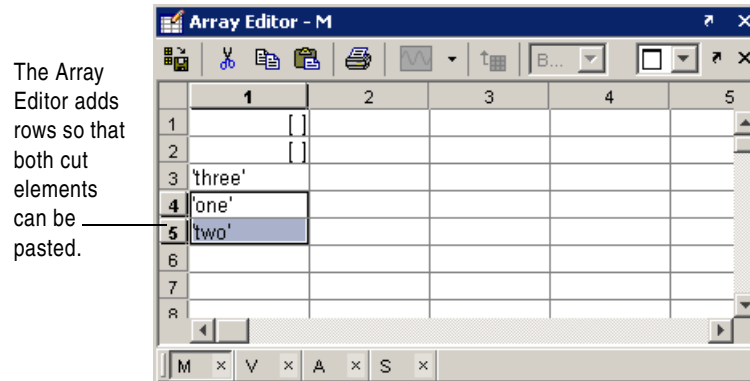 Array Editor - M
B...
The Array
Editor adds
rows so that
both cut
elements
can be
pasted.
1 2 3 4 5
1 [ ]
2 [ ]
3 'three'
4 'one'
5 'two'
6
7
8
M × V × A × S ×